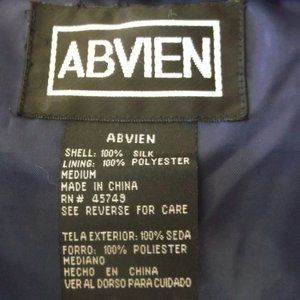 ABVIEN
ABVIEN
SHELL: 100% SILK
LINING: 100% POLYESTER
MEDIUM
MADE IN CHINA
RN# 45749
SEE REVERSE FOR CARE
TELA EXTERIOR: 100% SEDA
FORRO: 100% POLIESTER
MEDIANO
HECHO EN CHINA
VER AL DORSO PARA CUIDADO